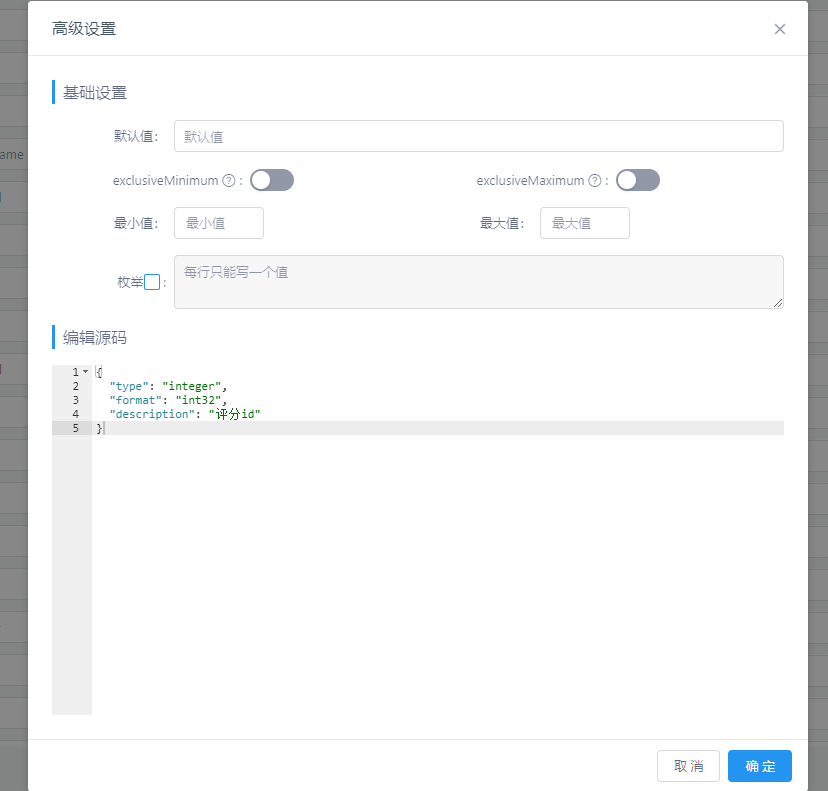 高级设置
基础设置
默认值: 默认值
exclusiveMinimum ? : exclusiveMaximum ? :
最小值: 最小值 最大值: 最大值
枚举 : 每行只能写一个值
编辑源码
1 {
2 "type": "integer",
3 "format": "int32",
4 "description": "评分id"
5 }
取 消 确 定
ame